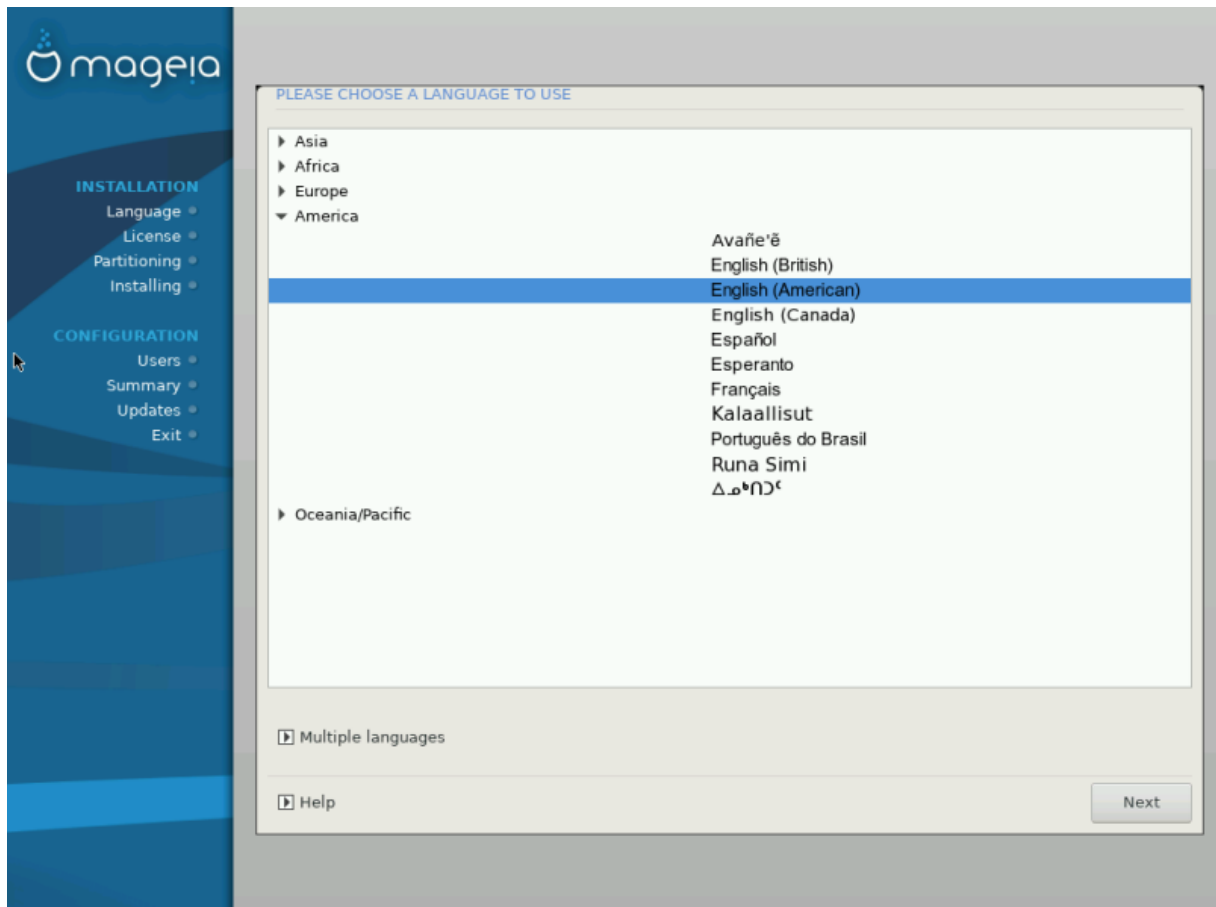 mageia
INSTALLATION
Language
License
Partitioning
Installing
CONFIGURATION
Users
Summary
Updates
Exit
PLEASE CHOOSE A LANGUAGE TO USE
Asia
Africa
Europe
America
Avañe'ẽ
English (British)
English (American)
English (Canada)
Español
Esperanto
Français
Kalaallisut
Português do Brasil
Runa Simi
ᐃᓄᒃᑎᑐᑦ
Oceania/Pacific
Multiple languages
Help
Next